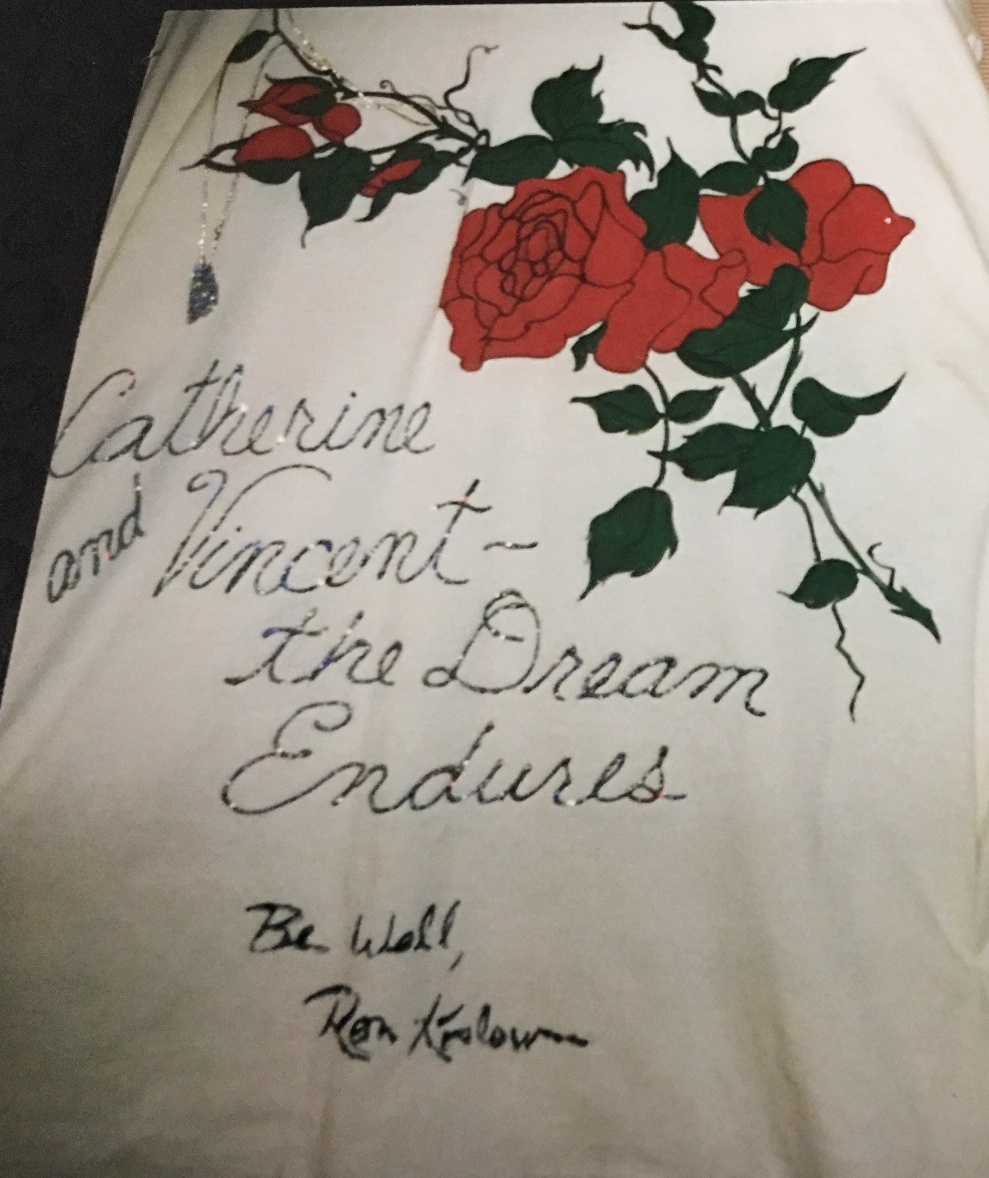 Catherine
and Vincent -
the Dream
Endures
Be Well,
Ron Koslow